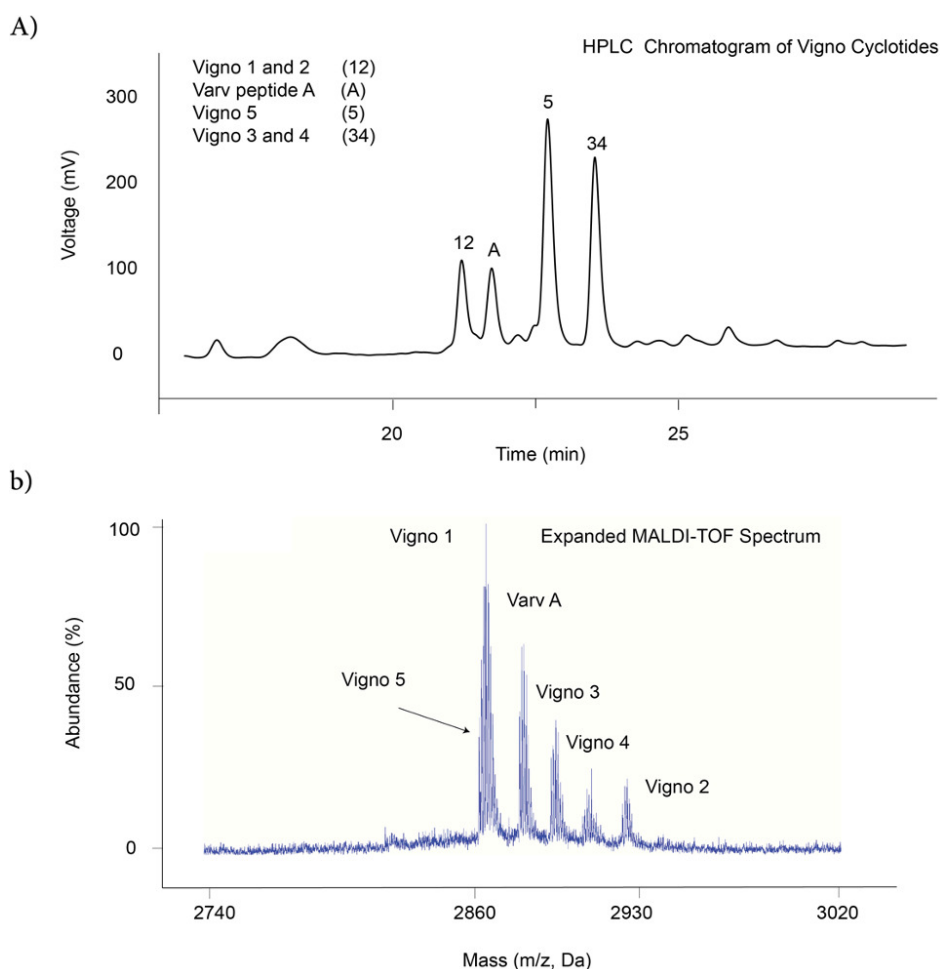 A)
HPLC Chromatogram of Vigno Cyclotides
Vigno 1 and 2 (12)
Varv peptide A (A)
Vigno 5 (5)
Vigno 3 and 4 (34)
300
200
100
0
Voltage (mV)
12
A
5
34
20
25
Time (min)
b)
Expanded MALDI-TOF Spectrum
100
50
0
Abundance (%)
Vigno 1
Varv A
Vigno 5
Vigno 3
Vigno 4
Vigno 2
2740
2860
2930
3020
Mass (m/z, Da)